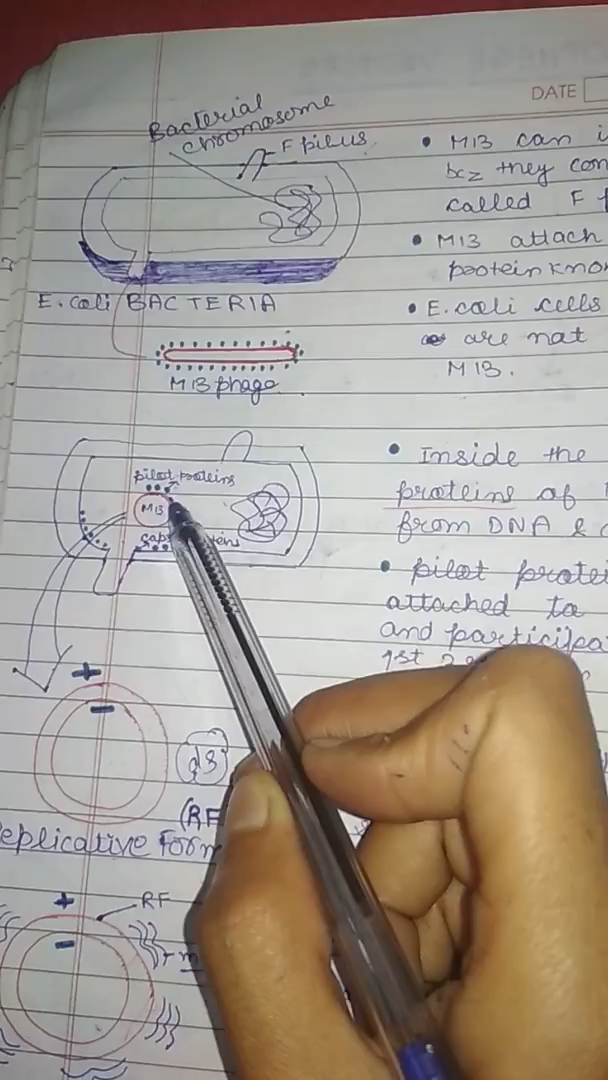 DATE
Bacterial
chromosome
F pilus
E. coli BACTERIA
M13 phage
• M13 can
bcz they con
called F
• M13 attach
protein kno
• E. coli cells
are not
M13.
pilot proteins
M13
• Inside the
proteins of
from DNA &
• pilot protei
attached to
and participa
1st
+
−
ds
(RF
eplicative Form
+
RF
−
m